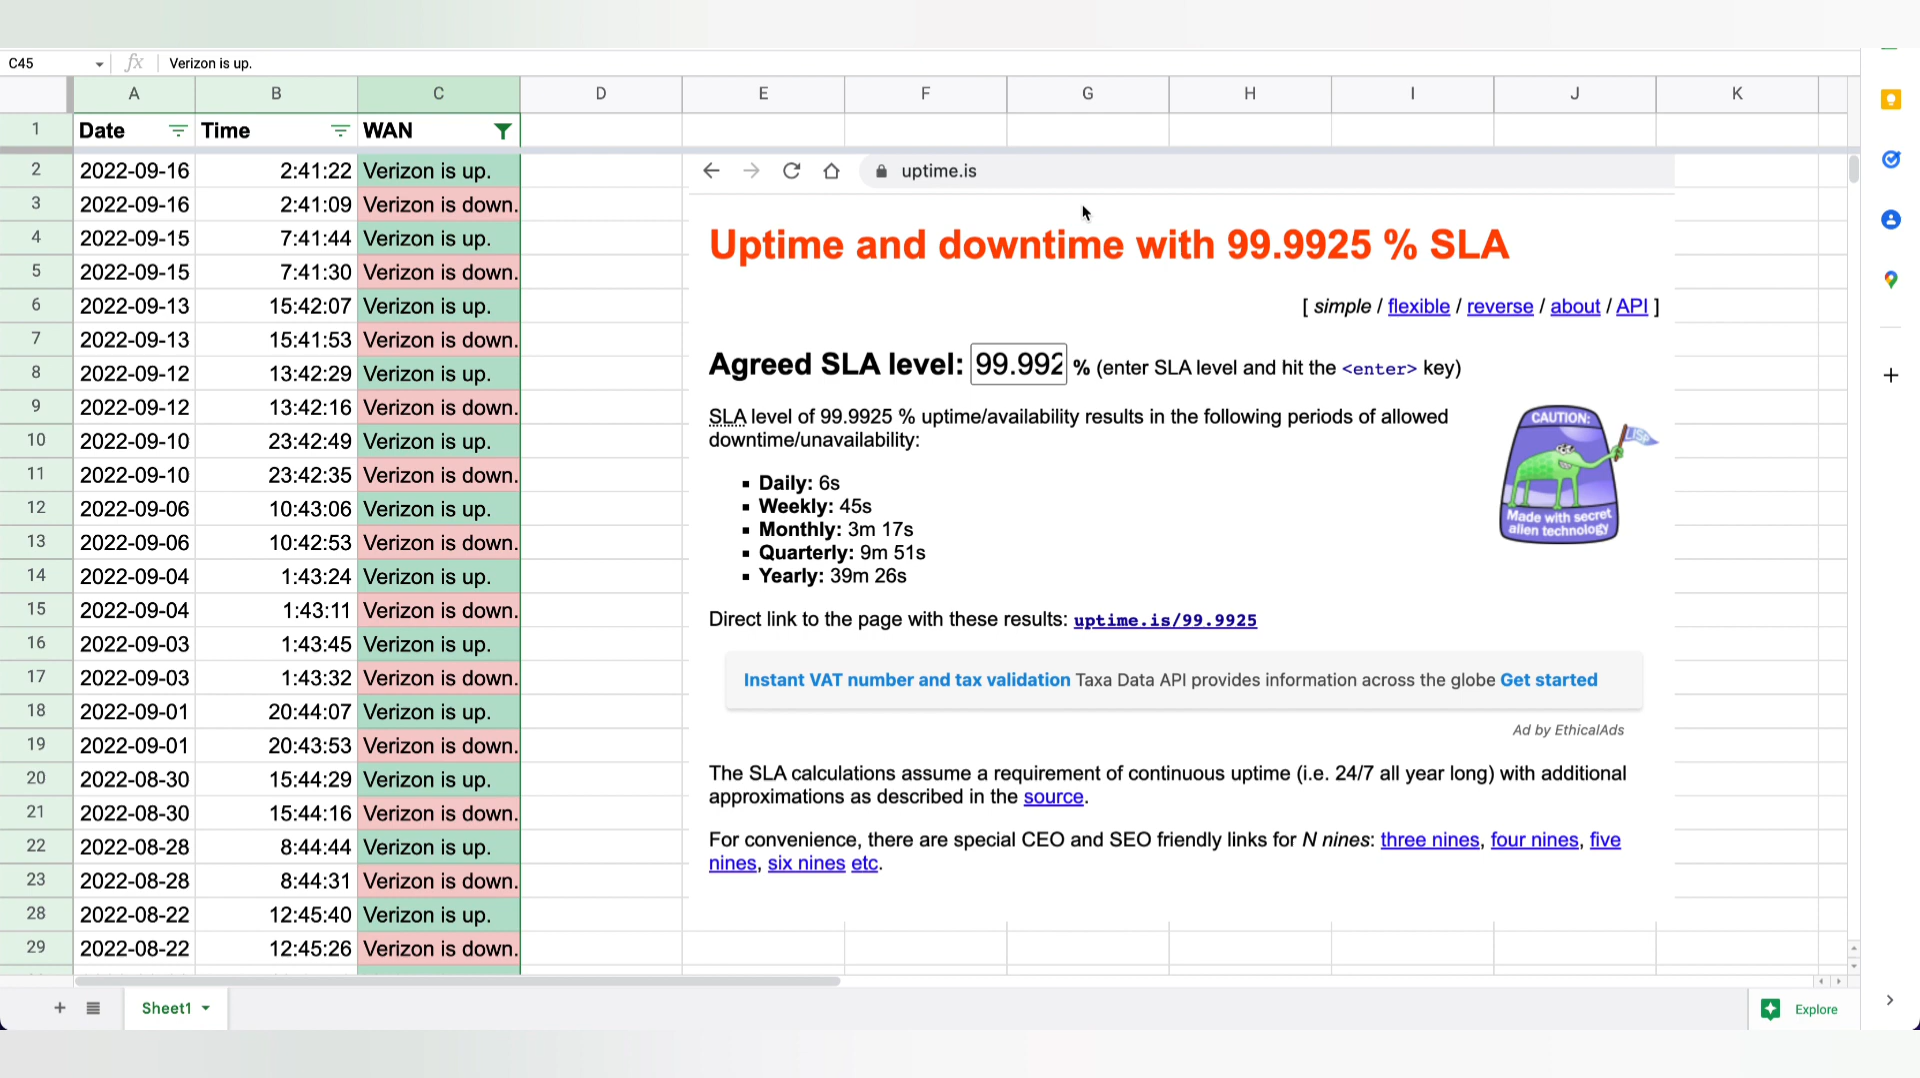 C45
fx
Verizon is up.
A B C D E F G H I J K
1 Date Time WAN
2 2022-09-16 2:41:22 Verizon is up.
3 2022-09-16 2:41:09 Verizon is down.
4 2022-09-15 7:41:44 Verizon is up.
5 2022-09-15 7:41:30 Verizon is down.
6 2022-09-13 15:42:07 Verizon is up.
7 2022-09-13 15:41:53 Verizon is down.
8 2022-09-12 13:42:29 Verizon is up.
9 2022-09-12 13:42:16 Verizon is down.
10 2022-09-10 23:42:49 Verizon is up.
11 2022-09-10 23:42:35 Verizon is down.
12 2022-09-06 10:43:06 Verizon is up.
13 2022-09-06 10:42:53 Verizon is down.
14 2022-09-04 1:43:24 Verizon is up.
15 2022-09-04 1:43:11 Verizon is down.
16 2022-09-03 1:43:45 Verizon is up.
17 2022-09-03 1:43:32 Verizon is down.
18 2022-09-01 20:44:07 Verizon is up.
19 2022-09-01 20:43:53 Verizon is down.
20 2022-08-30 15:44:29 Verizon is up.
21 2022-08-30 15:44:16 Verizon is down.
22 2022-08-28 8:44:44 Verizon is up.
23 2022-08-28 8:44:31 Verizon is down.
28 2022-08-22 12:45:40 Verizon is up.
29 2022-08-22 12:45:26 Verizon is down.
uptime.is
Uptime and downtime with 99.9925 % SLA
[ simple / flexible / reverse / about / API ]
Agreed SLA level: 99.992 % (enter SLA level and hit the <enter> key)
SLA level of 99.9925 % uptime/availability results in the following periods of allowed
downtime/unavailability:
Daily: 6s
Weekly: 45s
Monthly: 3m 17s
Quarterly: 9m 51s
Yearly: 39m 26s
CAUTION:
LISP
Made with secret
alien technology
Direct link to the page with these results: uptime.is/99.9925
Instant VAT number and tax validation Taxa Data API provides information across the globe Get started
Ad by EthicalAds
The SLA calculations assume a requirement of continuous uptime (i.e. 24/7 all year long) with additional
approximations as described in the source.
For convenience, there are special CEO and SEO friendly links for N nines: three nines, four nines, five
nines, six nines etc.
Sheet1
Explore